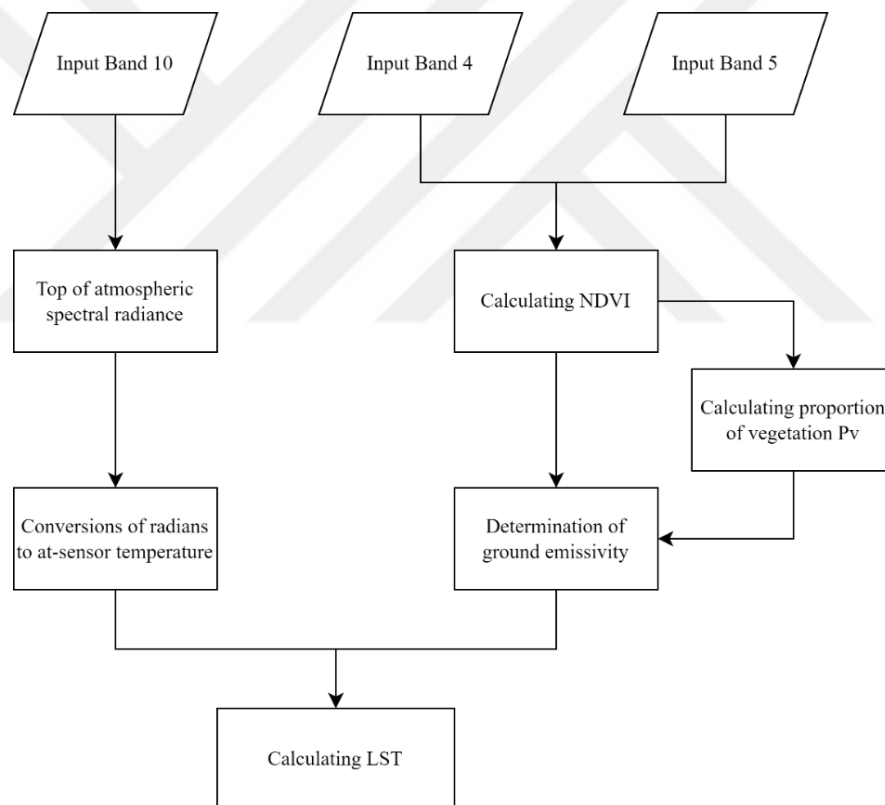 Input Band 10
Input Band 4
Input Band 5
Top of atmospheric
spectral radiance
Calculating NDVI
Calculating proportion
of vegetation Pv
Conversions of radians
to at-sensor temperature
Determination of
ground emissivity
Calculating LST